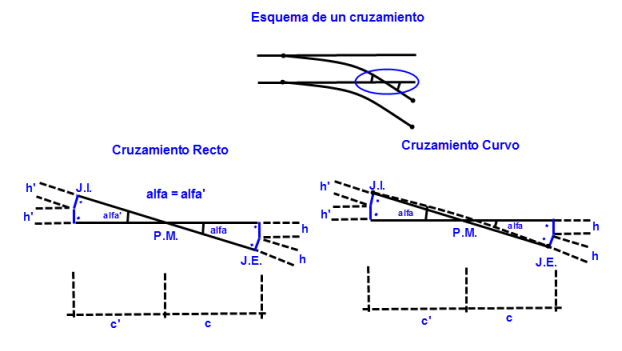 Esquema de un cruzamiento
Cruzamiento Recto
h'
J.I.
alfa = alfa'
h'
alfa'
alfa
h
P.M.
J.E.
h
c'
c
Cruzamiento Curvo
h'
J.I.
h'
alfa
alfa
h
P.M.
J.E.
h
c'
c